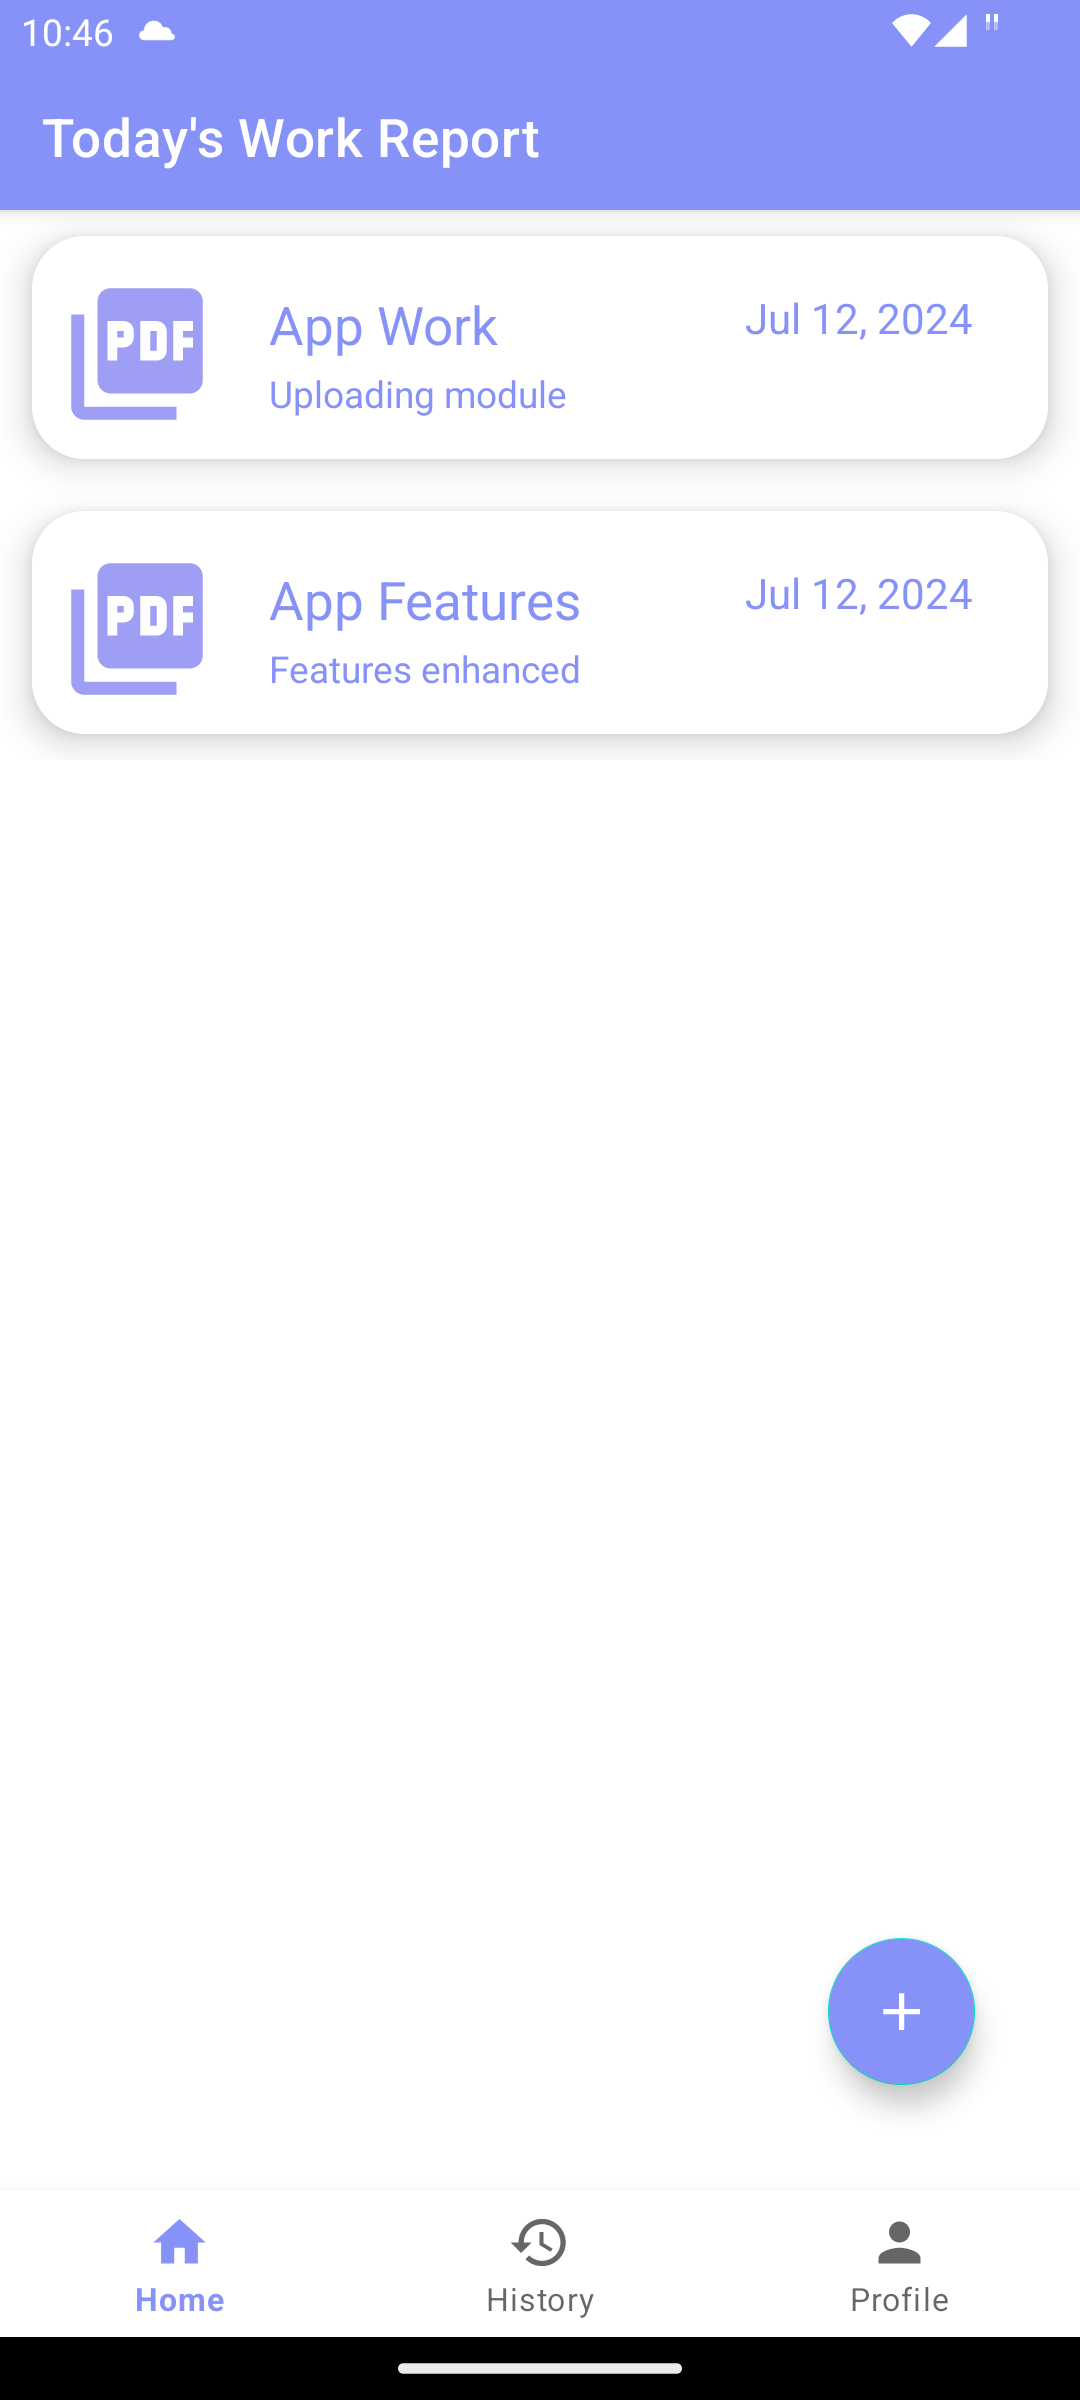 10:46
Today's Work Report
PDF
App Work
Jul 12, 2024
Uploading module
PDF
App Features
Jul 12, 2024
Features enhanced
Home
History
Profile